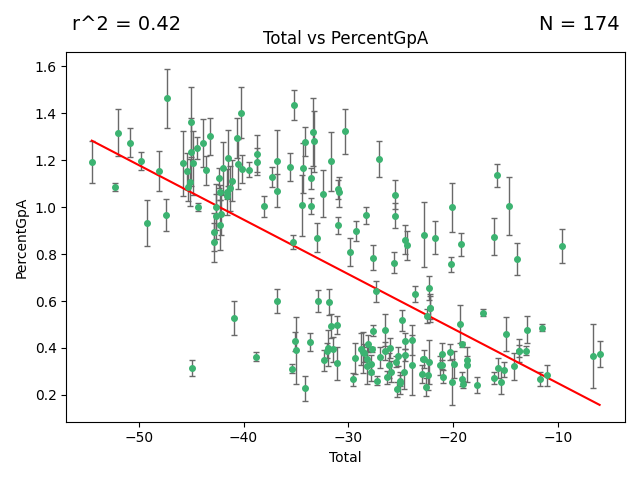 r^2 = 0.42
N = 174
Total vs PercentGpA
PercentGpA
1.6
1.4
1.2
1.0
0.8
0.6
0.4
0.2
−50
−40
−30
−20
−10
Total